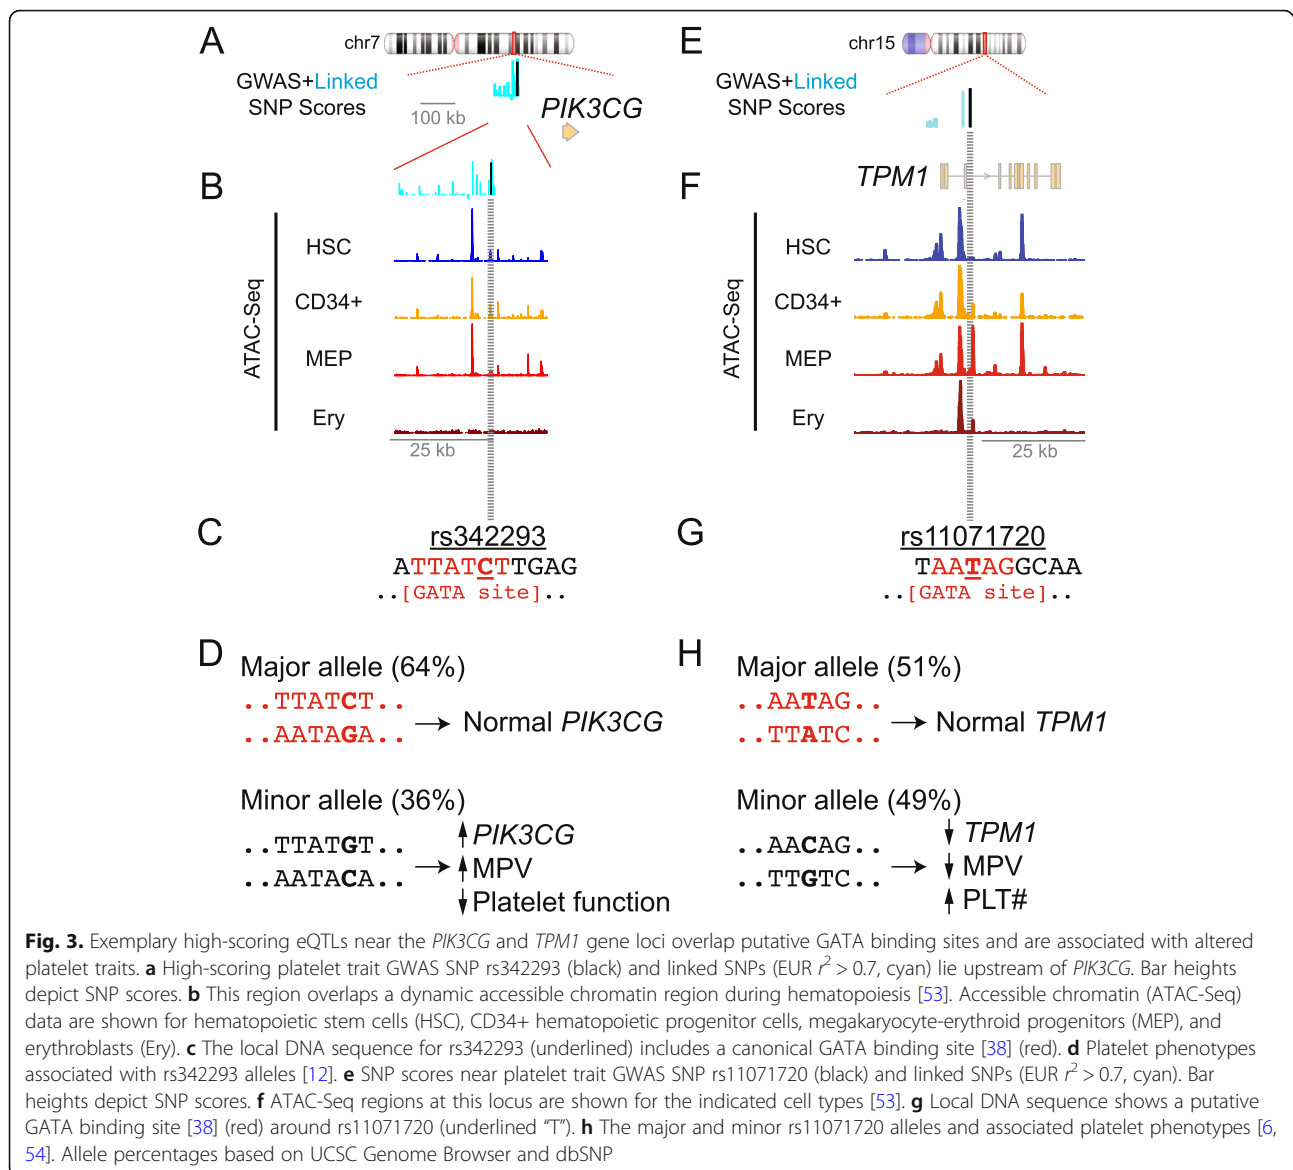 A
chr7
GWAS+Linked
SNP Scores
100 kb
PIK3CG
B
ATAC-Seq
HSC
CD34+
MEP
Ery
25 kb
C
rs342293
ATTATCTTGAG
..[GATA site]..
D
Major allele (64%)
..TTATCT..
..AATAGA..
Normal PIK3CG
Minor allele (36%)
..TTATGT..
..AATACA..
PIK3CG
MPV
Platelet function
E
chr15
GWAS+Linked
SNP Scores
TPM1
F
ATAC-Seq
HSC
CD34+
MEP
Ery
25 kb
G
rs11071720
TAATAGGCAA
..[GATA site]..
H
Major allele (51%)
..AATAG..
..TTATC..
Normal TPM1
Minor allele (49%)
..AACAG..
..TTGTC..
TPM1
MPV
PLT#
Fig. 3. Exemplary high-scoring eQTLs near the PIK3CG and TPM1 gene loci overlap putative GATA binding sites and are associated with altered
platelet traits. a High-scoring platelet trait GWAS SNP rs342293 (black) and linked SNPs (EUR r² > 0.7, cyan) lie upstream of PIK3CG. Bar heights
depict SNP scores. b This region overlaps a dynamic accessible chromatin region during hematopoiesis [53]. Accessible chromatin (ATAC-Seq)
data are shown for hematopoietic stem cells (HSC), CD34+ hematopoietic progenitor cells, megakaryocyte-erythroid progenitors (MEP), and
erythroblasts (Ery). c The local DNA sequence for rs342293 (underlined) includes a canonical GATA binding site [38] (red). d Platelet phenotypes
associated with rs342293 alleles [12]. e SNP scores near platelet trait GWAS SNP rs11071720 (black) and linked SNPs (EUR r² > 0.7, cyan). Bar
heights depict SNP scores. f ATAC-Seq regions at this locus are shown for the indicated cell types [53]. g Local DNA sequence shows a putative
GATA binding site [38] (red) around rs11071720 (underlined "T"). h The major and minor rs11071720 alleles and associated platelet phenotypes [6,
54]. Allele percentages based on UCSC Genome Browser and dbSNP